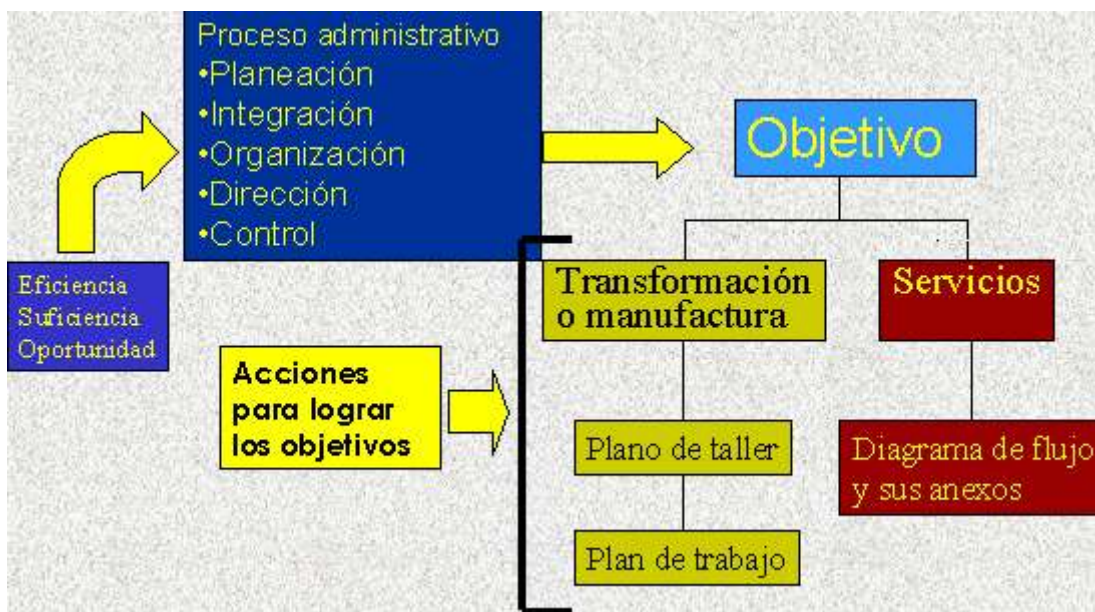 Proceso administrativo
•Planeación
•Integración
•Organización
•Dirección
•Control
Objetivo
Eficiencia
Suficiencia
Oportunidad
Transformación
o manufactura
Servicios
Acciones
para lograr
los objetivos
Plano de taller
Diagrama de flujo
y sus anexos
Plan de trabajo